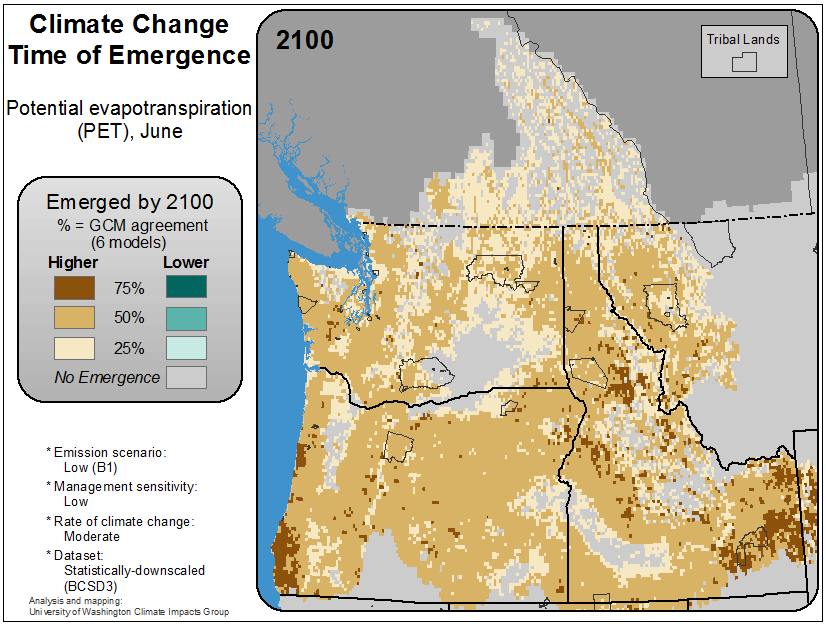 Climate Change
Time of Emergence
Potential evapotranspiration
(PET), June
Emerged by 2100
% = GCM agreement
(6 models)
Higher Lower
75%
50%
25%
No Emergence
* Emission scenario:
Low (B1)
* Management sensitivity:
Low
* Rate of climate change:
Moderate
* Dataset:
Statistically-downscaled
(BCSD3)
Analysis and mapping:
University of Washington Climate Impacts Group
2100
Tribal Lands